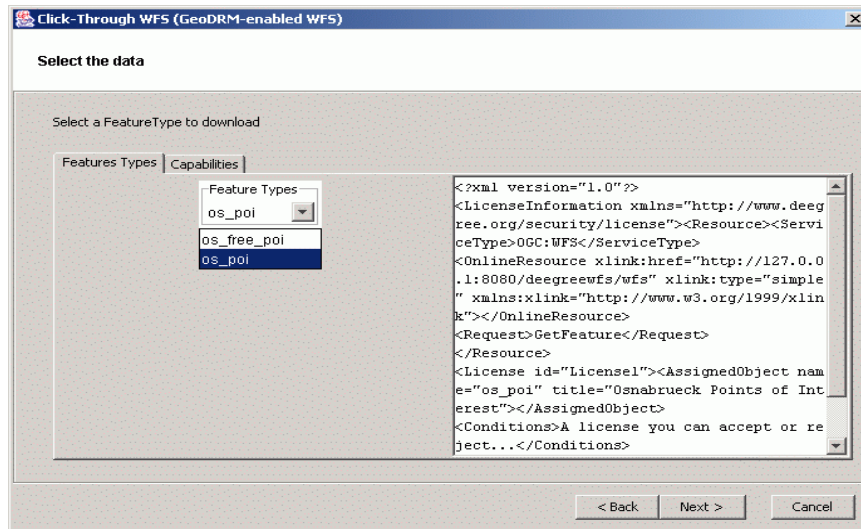 Click-Through WFS (GeoDRM-enabled WFS)
Select the data
Select a FeatureType to download
Features Types Capabilities
Feature Types
os_poi
os_free_poi
os_poi
<?xml version="1.0"?>
<LicenseInformation xmlns="http://www.deeg
ree.org/security/license"><Resource><Servi
ceType>OGC:WFS</ServiceType>
<OnlineResource xlink:href="http://127.0.0
.1:8080/deegreewfs/wfs" xlink:type="simple
" xmlns:xlink="http://www.w3.org/1999/xlin
k"></OnlineResource>
<Request>GetFeature</Request>
</Resource>
<License id="License1"><AssignedObject nam
e="os_poi" title="Osnabrueck Points of Int
erest"></AssignedObject>
<Conditions>A license you can accept or re
ject...</Conditions>
< Back Next > Cancel